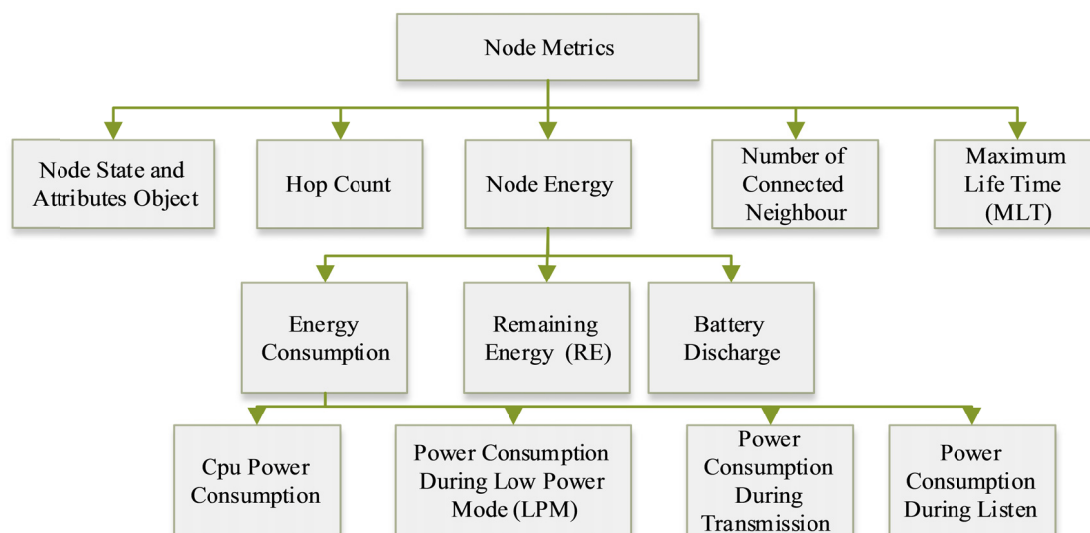 Node Metrics
Node State and
Attributes Object
Hop Count
Node Energy
Number of
Connected
Neighbour
Maximum
Life Time
(MLT)
Energy
Consumption
Remaining
Energy (RE)
Battery
Discharge
Cpu Power
Consumption
Power Consumption
During Low Power
Mode (LPM)
Power
Consumption
During
Transmission
Power
Consumption
During Listen